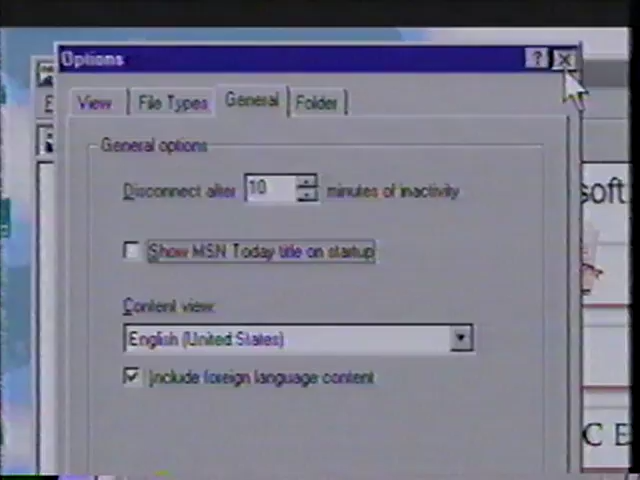 Options
View File Types General Folder
General options
Disconnect after 10 minutes of inactivity
Show MSN Today title on startup
Content view:
English (United States)
Include foreign language content
soft
C E